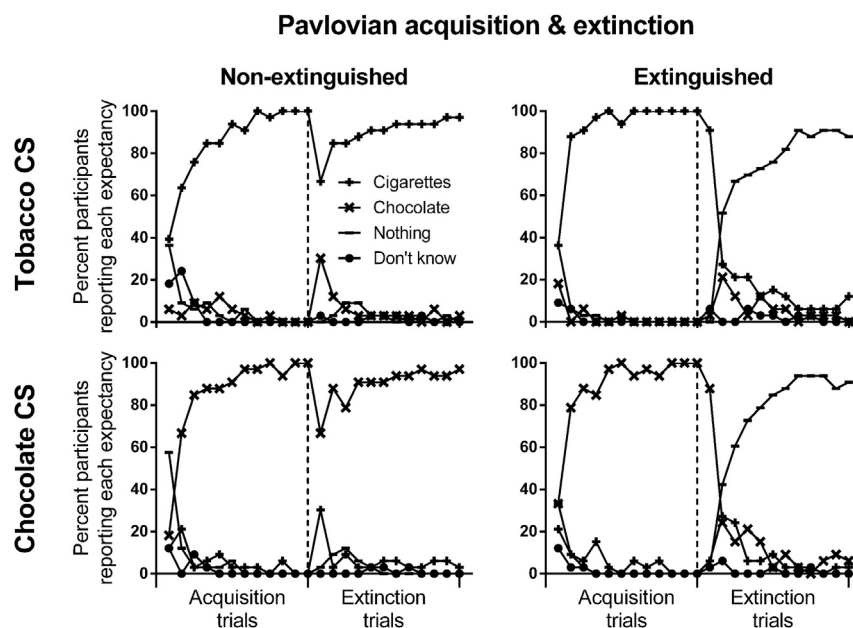 Pavlovian acquisition & extinction
Non-extinguished
Extinguished
Tobacco CS
Percent participants
reporting each expectancy
100
80
60
40
20
0
Cigarettes
Chocolate
Nothing
Don't know
100
80
60
40
20
0
Chocolate CS
Percent participants
reporting each expectancy
100
80
60
40
20
0
100
80
60
40
20
0
Acquisition
trials
Extinction
trials
Acquisition
trials
Extinction
trials